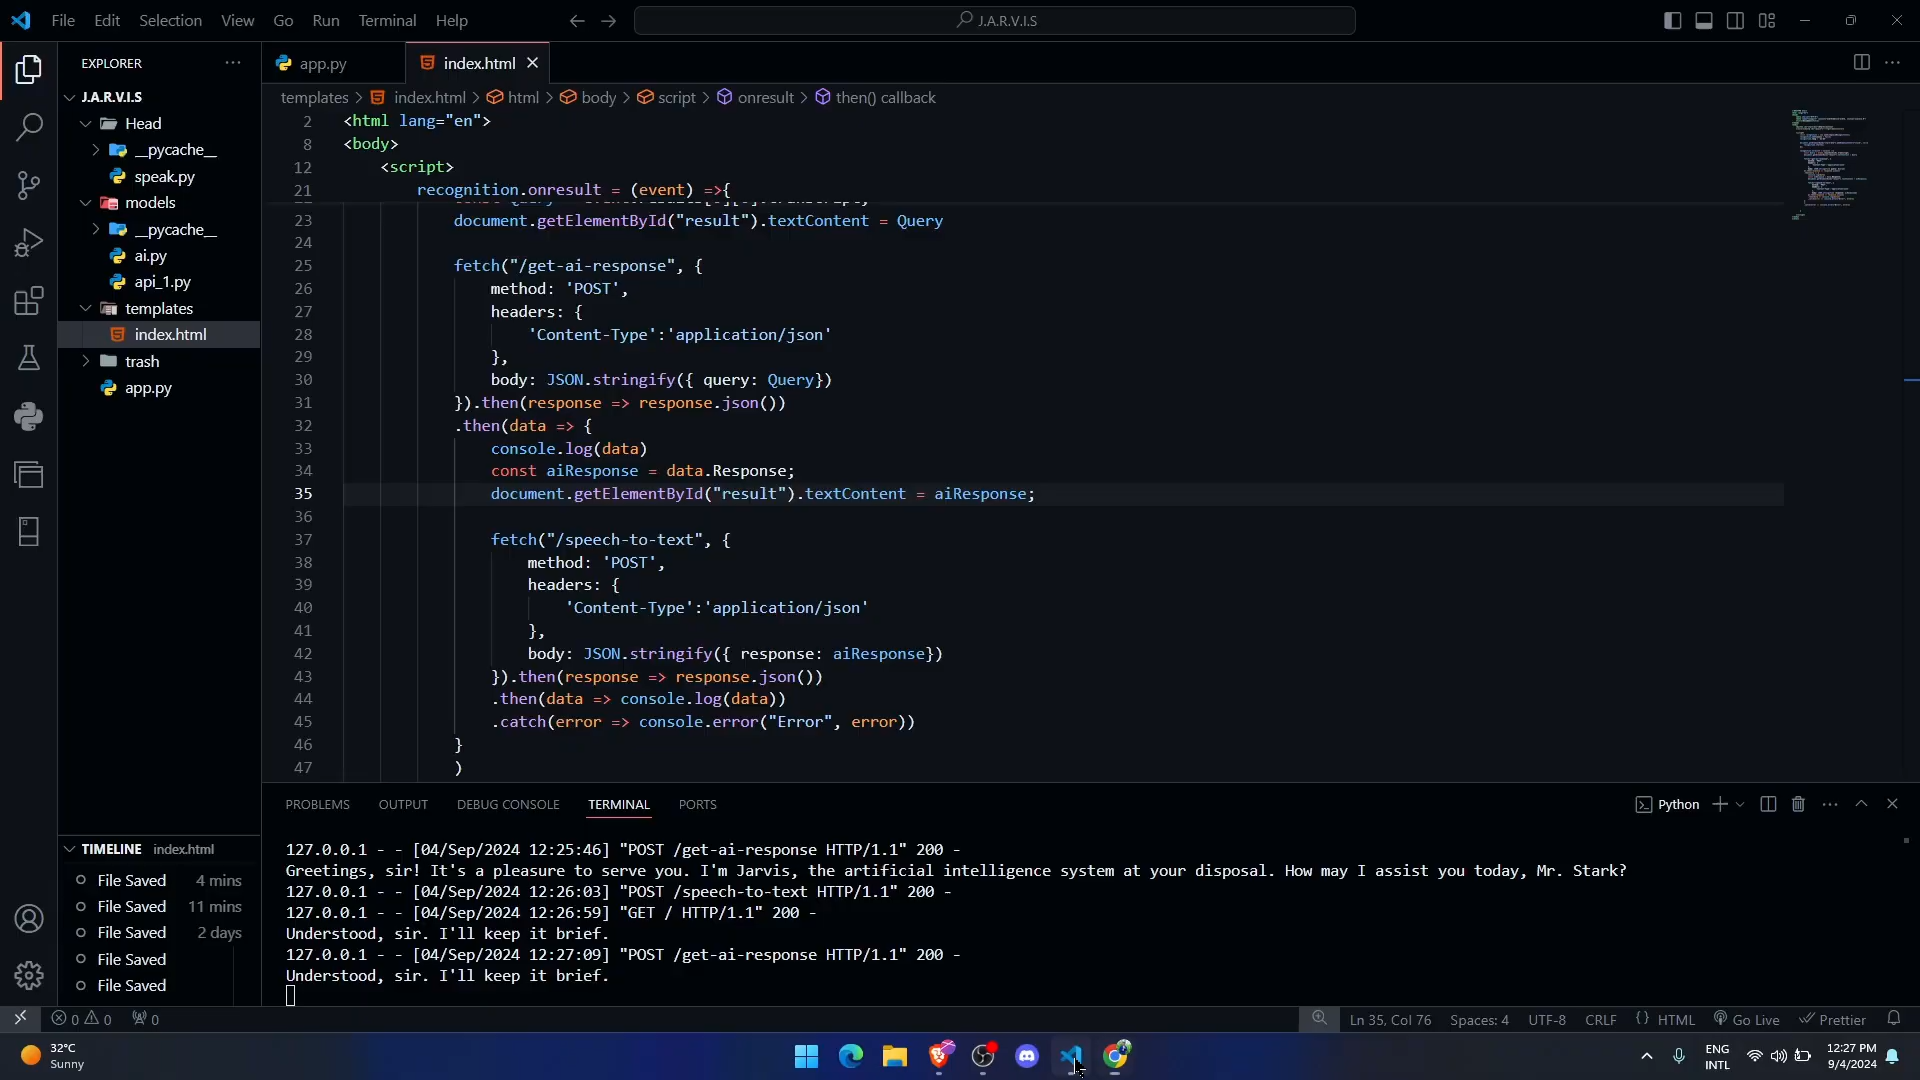 File Edit Selection View Go Run Terminal Help
J.A.R.V.I.S
EXPLORER
J.A.R.V.I.S
Head
__pycache__
speak.py
models
__pycache__
ai.py
api_1.py
templates
index.html
trash
app.py
TIMELINE index.html
File Saved 4 mins
File Saved 11 mins
File Saved 2 days
File Saved
File Saved
app.py index.html
templates > index.html > html > body > script > onresult > then() callback
2 <html lang="en">
8 <body>
12 <script>
21 recognition.onresult = (event) =>{
23 document.getElementById("result").textContent = Query
24
25 fetch("/get-ai-response", {
26 method: 'POST',
27 headers: {
28 'Content-Type':'application/json'
29 },
30 body: JSON.stringify({ query: Query})
31 }).then(response => response.json())
32 .then(data => {
33 console.log(data)
34 const aiResponse = data.Response;
35 document.getElementById("result").textContent = aiResponse;
36
37 fetch("/speech-to-text", {
38 method: 'POST',
39 headers: {
40 'Content-Type':'application/json'
41 },
42 body: JSON.stringify({ response: aiResponse})
43 }).then(response => response.json())
44 .then(data => console.log(data))
45 .catch(error => console.error("Error", error))
46 }
47 )
PROBLEMS OUTPUT DEBUG CONSOLE TERMINAL PORTS
Python
127.0.0.1 - - [04/Sep/2024 12:25:46] "POST /get-ai-response HTTP/1.1" 200 -
Greetings, sir! It's a pleasure to serve you. I'm Jarvis, the artificial intelligence system at your disposal. How may I assist you today, Mr. Stark?
127.0.0.1 - - [04/Sep/2024 12:26:03] "POST /speech-to-text HTTP/1.1" 200 -
127.0.0.1 - - [04/Sep/2024 12:26:59] "GET / HTTP/1.1" 200 -
Understood, sir. I'll keep it brief.
127.0.0.1 - - [04/Sep/2024 12:27:09] "POST /get-ai-response HTTP/1.1" 200 -
Understood, sir. I'll keep it brief.
0 0 0
Ln 35, Col 76 Spaces: 4 UTF-8 CRLF {} HTML Go Live Prettier
32°C
Sunny
ENG
INTL
12:27 PM
9/4/2024